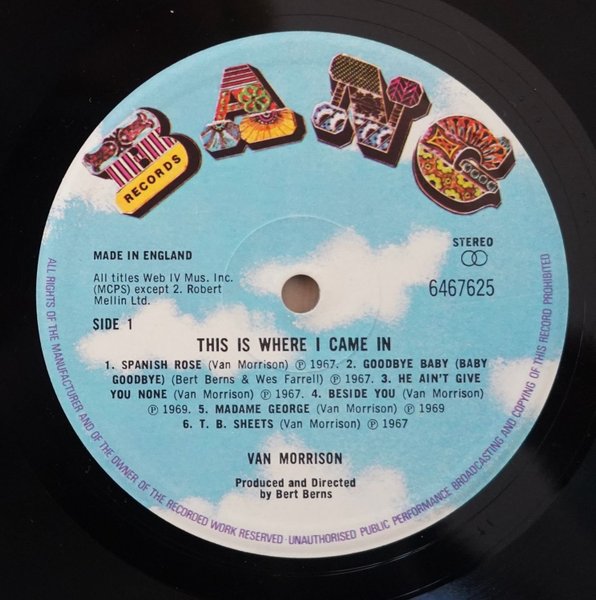 BANG
RECORDS
MADE IN ENGLAND
STEREO
All titles Web IV Mus. Inc.
(MCPS) except 2. Robert
Mellin Ltd.
6467625
SIDE 1
THIS IS WHERE I CAME IN
1. SPANISH ROSE (Van Morrison) ℗ 1967. 2. GOODBYE BABY (BABY
GOODBYE) (Bert Berns & Wes Farrell) ℗ 1967. 3. HE AIN'T GIVE
YOU NONE (Van Morrison) ℗ 1967. 4. BESIDE YOU (Van Morrison)
℗ 1969. 5. MADAME GEORGE (Van Morrison) ℗ 1969
6. T. B. SHEETS (Van Morrison) ℗ 1967
VAN MORRISON
Produced and Directed
by Bert Berns
ALL RIGHTS OF THE MANUFACTURER AND OF THE OWNER OF THE RECORDED WORK RESERVED · UNAUTHORISED PUBLIC PERFORMANCE BROADCASTING AND COPYING OF THIS RECORD PROHIBITED